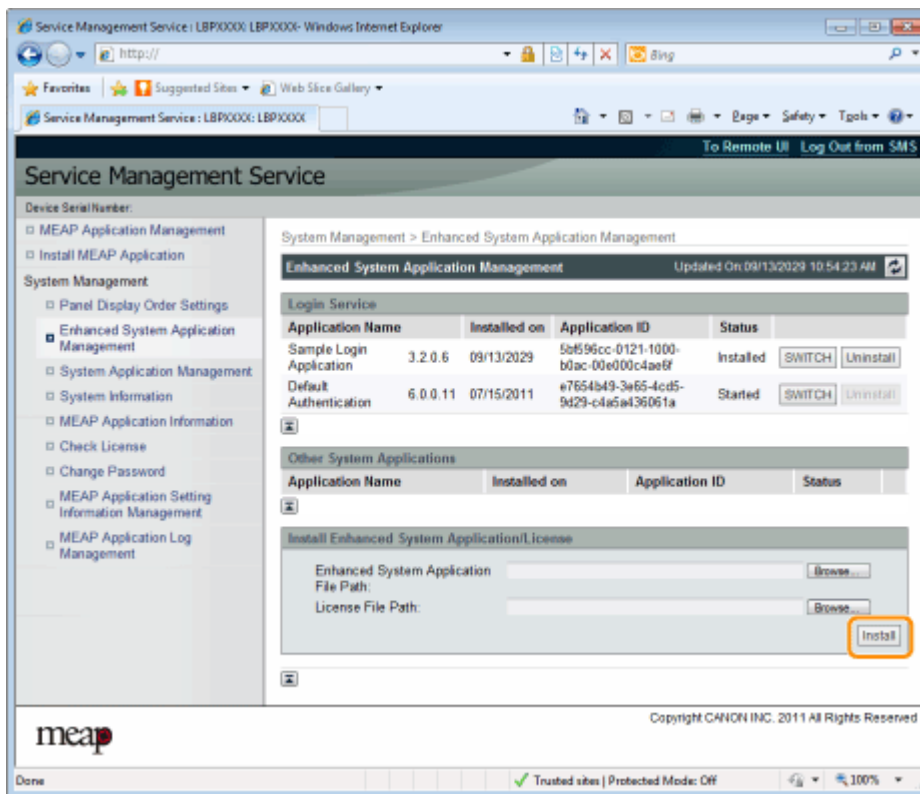 Service Management Service : LBPXXXX: LBPXXXX- Windows Internet Explorer
http://
Bing
Favorites
Suggested Sites
Web Slice Gallery
Service Management Service : LBPXXXX: LBPXXXX
Page
Safety
Tools
To Remote UI Log Out from SMS
Service Management Service
Device Serial Number:
MEAP Application Management
Install MEAP Application
System Management
Panel Display Order Settings
Enhanced System Application
Management
System Application Management
System Information
MEAP Application Information
Check License
Change Password
MEAP Application Setting
Information Management
MEAP Application Log
Management
System Management > Enhanced System Application Management
Enhanced System Application Management Updated On:09/13/2029 10:54:23 AM
Login Service
Application Name Installed on Application ID Status
Sample Login
Application 3.2.0.6 09/13/2029 5bf596cc-0121-1000-
b0ac-00e000c4ae6f Installed SWITCH Uninstall
Default
Authentication 6.0.0.11 07/15/2011 e7654b49-3e65-4cd5-
9d29-c4a5a436061a Started SWITCH Uninstall
Other System Applications
Application Name Installed on Application ID Status
Install Enhanced System Application/License
Enhanced System Application
File Path: Browse...
License File Path: Browse...
Install
Copyright CANON INC. 2011 All Rights Reserved
meap
Done Trusted sites | Protected Mode: Off 100%